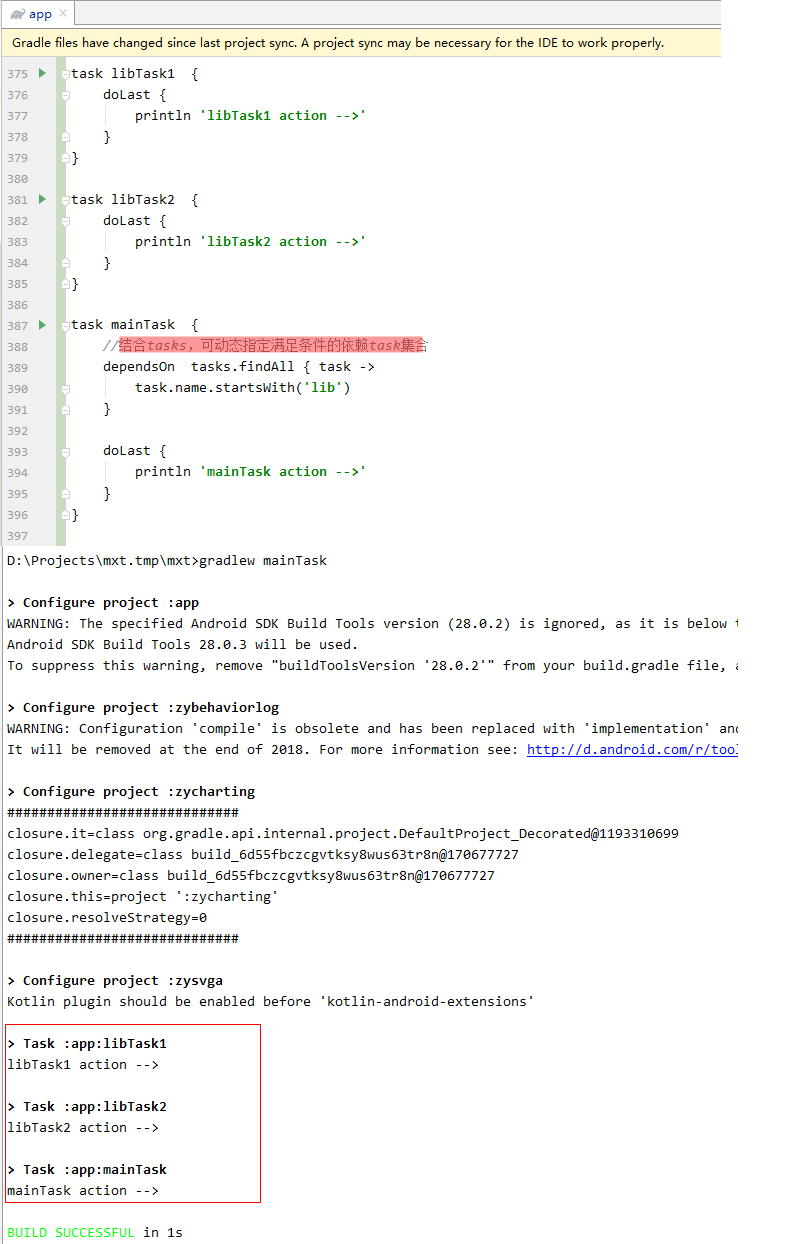 app
Gradle files have changed since last project sync. A project sync may be necessary for the IDE to work properly.
375 task libTask1 {
376 doLast {
377 println 'libTask1 action -->'
378 }
379 }
380
381 task libTask2 {
382 doLast {
383 println 'libTask2 action -->'
384 }
385 }
386
387 task mainTask {
388 //结合tasks，可动态指定满足条件的依赖task集合
389 dependsOn tasks.findAll { task ->
390 task.name.startsWith('lib')
391 }
392
393 doLast {
394 println 'mainTask action -->'
395 }
396 }
397
D:\Projects\mxt.tmp\mxt>gradlew mainTask
> Configure project :app
WARNING: The specified Android SDK Build Tools version (28.0.2) is ignored, as it is below
Android SDK Build Tools 28.0.3 will be used.
To suppress this warning, remove "buildToolsVersion '28.0.2'" from your build.gradle file,
> Configure project :zybehaviorlog
WARNING: Configuration 'compile' is obsolete and has been replaced with 'implementation' and
It will be removed at the end of 2018. For more information see: http://d.android.com/r/tool
> Configure project :zycharting
#############################
closure.it=class org.gradle.api.internal.project.DefaultProject_Decorated@1193310699
closure.delegate=class build_6d55fbczcgvtksy8wus63tr8n@170677727
closure.owner=class build_6d55fbczcgvtksy8wus63tr8n@170677727
closure.this=project ':zycharting'
closure.resolveStrategy=0
#############################
> Configure project :zysvga
Kotlin plugin should be enabled before 'kotlin-android-extensions'
> Task :app:libTask1
libTask1 action -->
> Task :app:libTask2
libTask2 action -->
> Task :app:mainTask
mainTask action -->
BUILD SUCCESSFUL in 1s